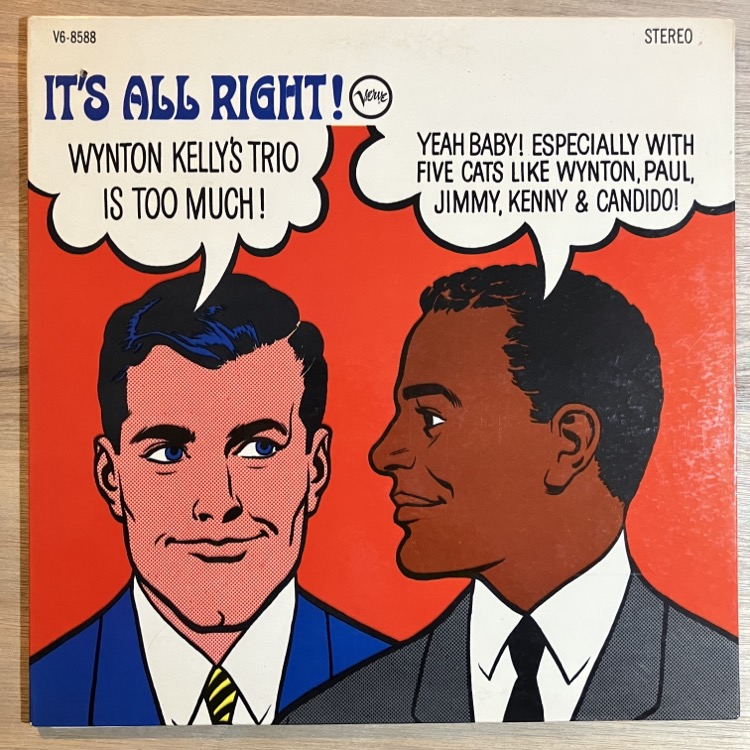 V6-8588
STEREO
IT'S ALL RIGHT!
Verve
WYNTON KELLY'S TRIO
IS TOO MUCH!
YEAH BABY! ESPECIALLY WITH
FIVE CATS LIKE WYNTON, PAUL,
JIMMY, KENNY & CANDIDO!